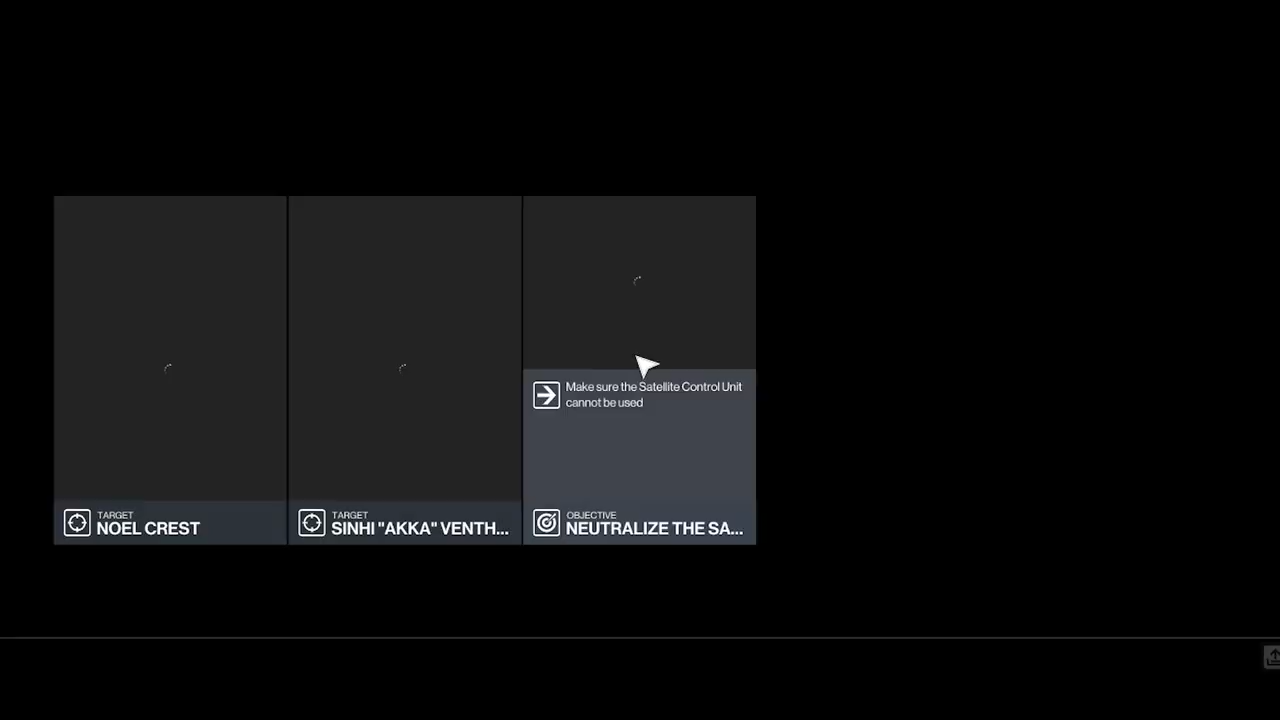 TARGET
NOEL CREST
TARGET
SINHI "AKKA" VENTH...
Make sure the Satellite Control Unit
cannot be used
OBJECTIVE
NEUTRALIZE THE SA...